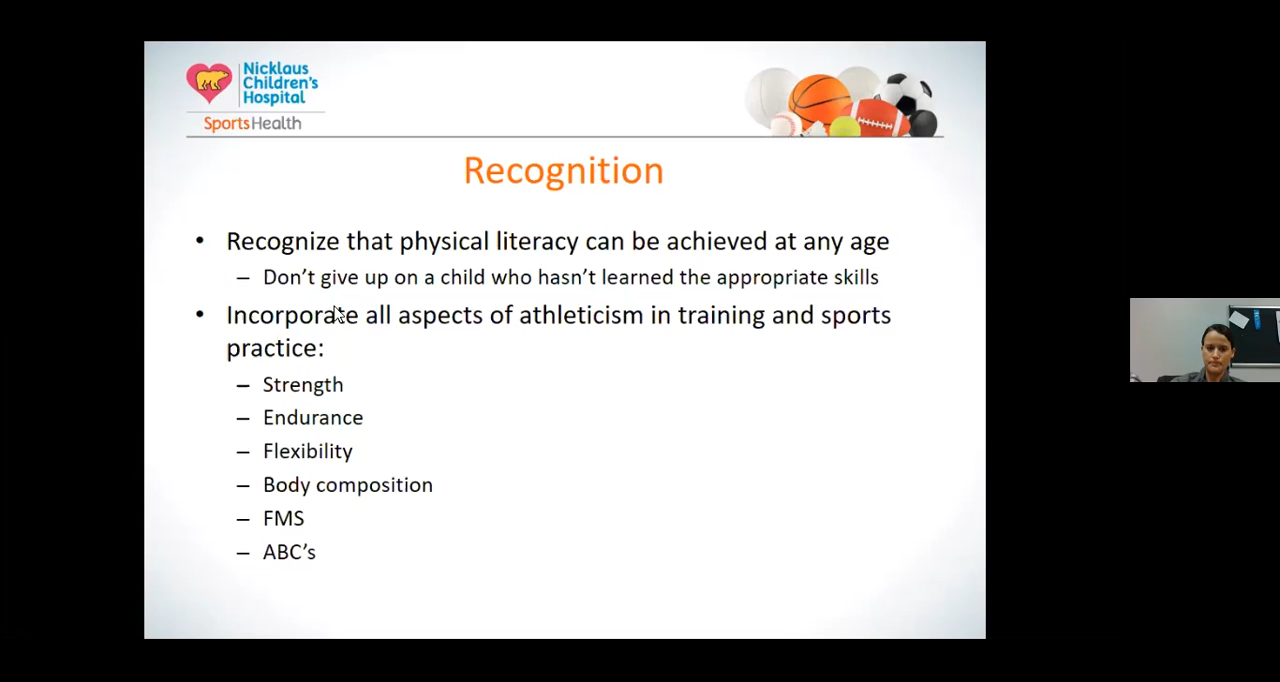 Nicklaus
Children's
Hospital
SportsHealth
Recognition
• Recognize that physical literacy can be achieved at any age
– Don't give up on a child who hasn't learned the appropriate skills
• Incorporate all aspects of athleticism in training and sports
practice:
– Strength
– Endurance
– Flexibility
– Body composition
– FMS
– ABC's